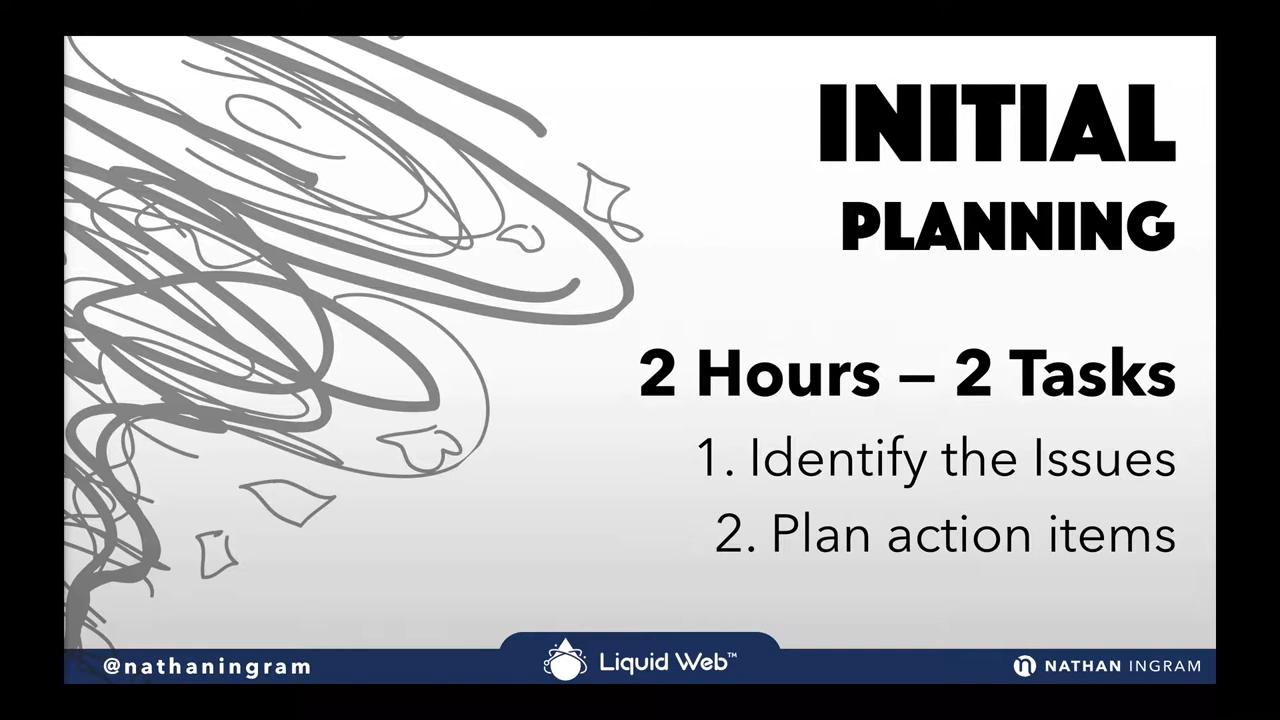 INITIAL
PLANNING
2 Hours – 2 Tasks
1. Identify the Issues
2. Plan action items
@nathaningram
Liquid Web™
NATHAN INGRAM